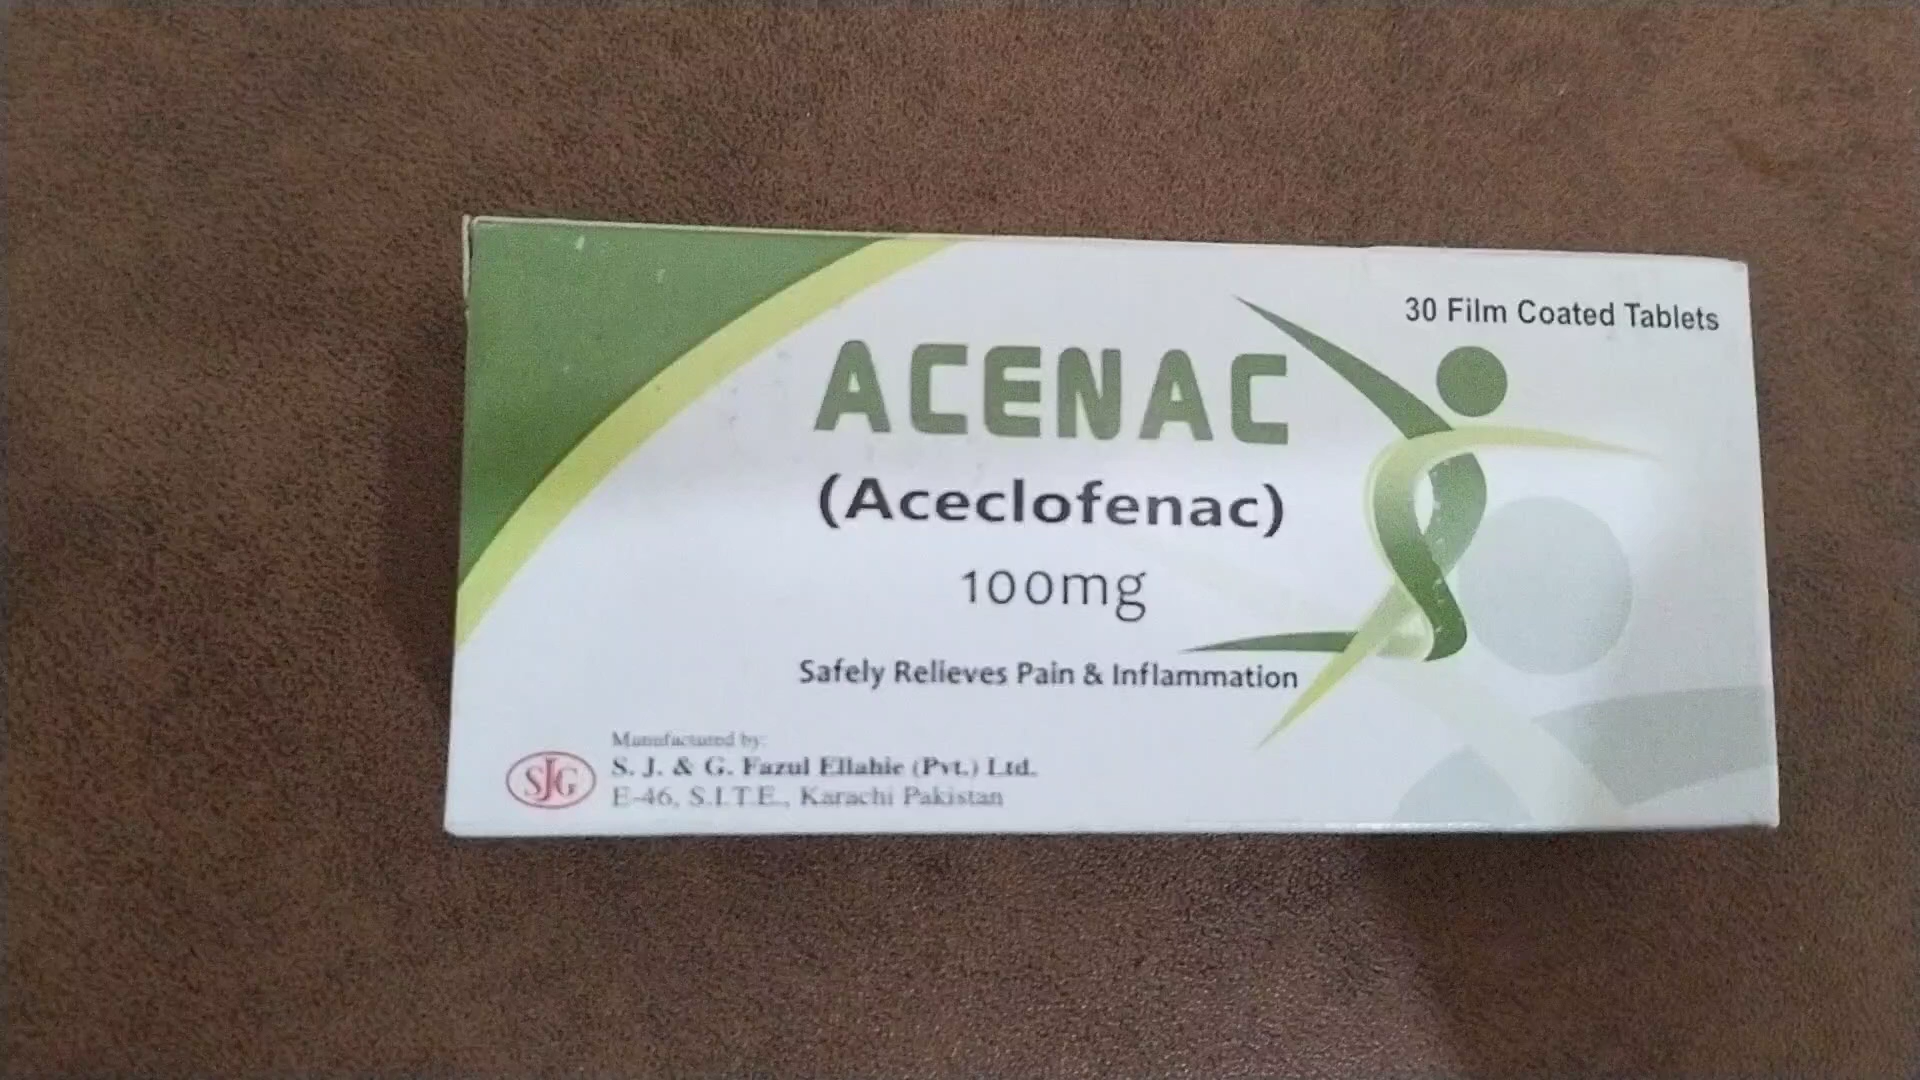 30 Film Coated Tablets
ACENAC
(Aceclofenac)
100mg
Safely Relieves Pain & Inflammation
Manufactured by:
SJG
S. J. & G. Fazul Ellahie (Pvt.) Ltd.
E-46, S.I.T.E., Karachi Pakistan